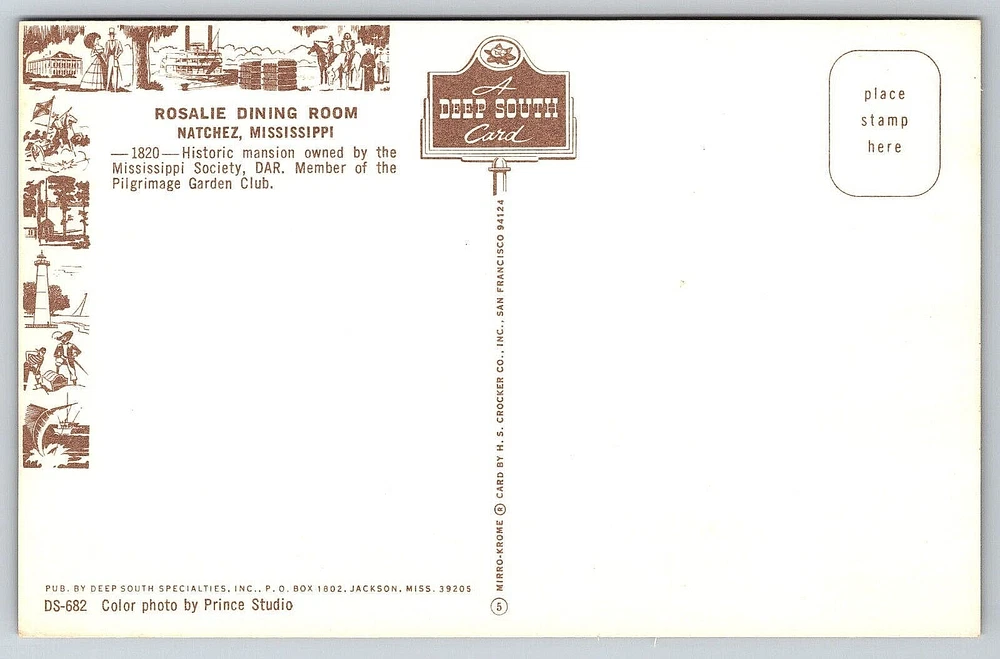 ROSALIE DINING ROOM
NATCHEZ, MISSISSIPPI
—1820—Historic mansion owned by the
Mississippi Society, DAR. Member of the
Pilgrimage Garden Club.
A
DEEP SOUTH
Card
place
stamp
here
MIRRO-KROME ® CARD BY H. S. CROCKER CO., INC., SAN FRANCISCO 94124
5
PUB. BY DEEP SOUTH SPECIALTIES, INC., P.O. BOX 1802, JACKSON, MISS. 39205
DS-682 Color photo by Prince Studio